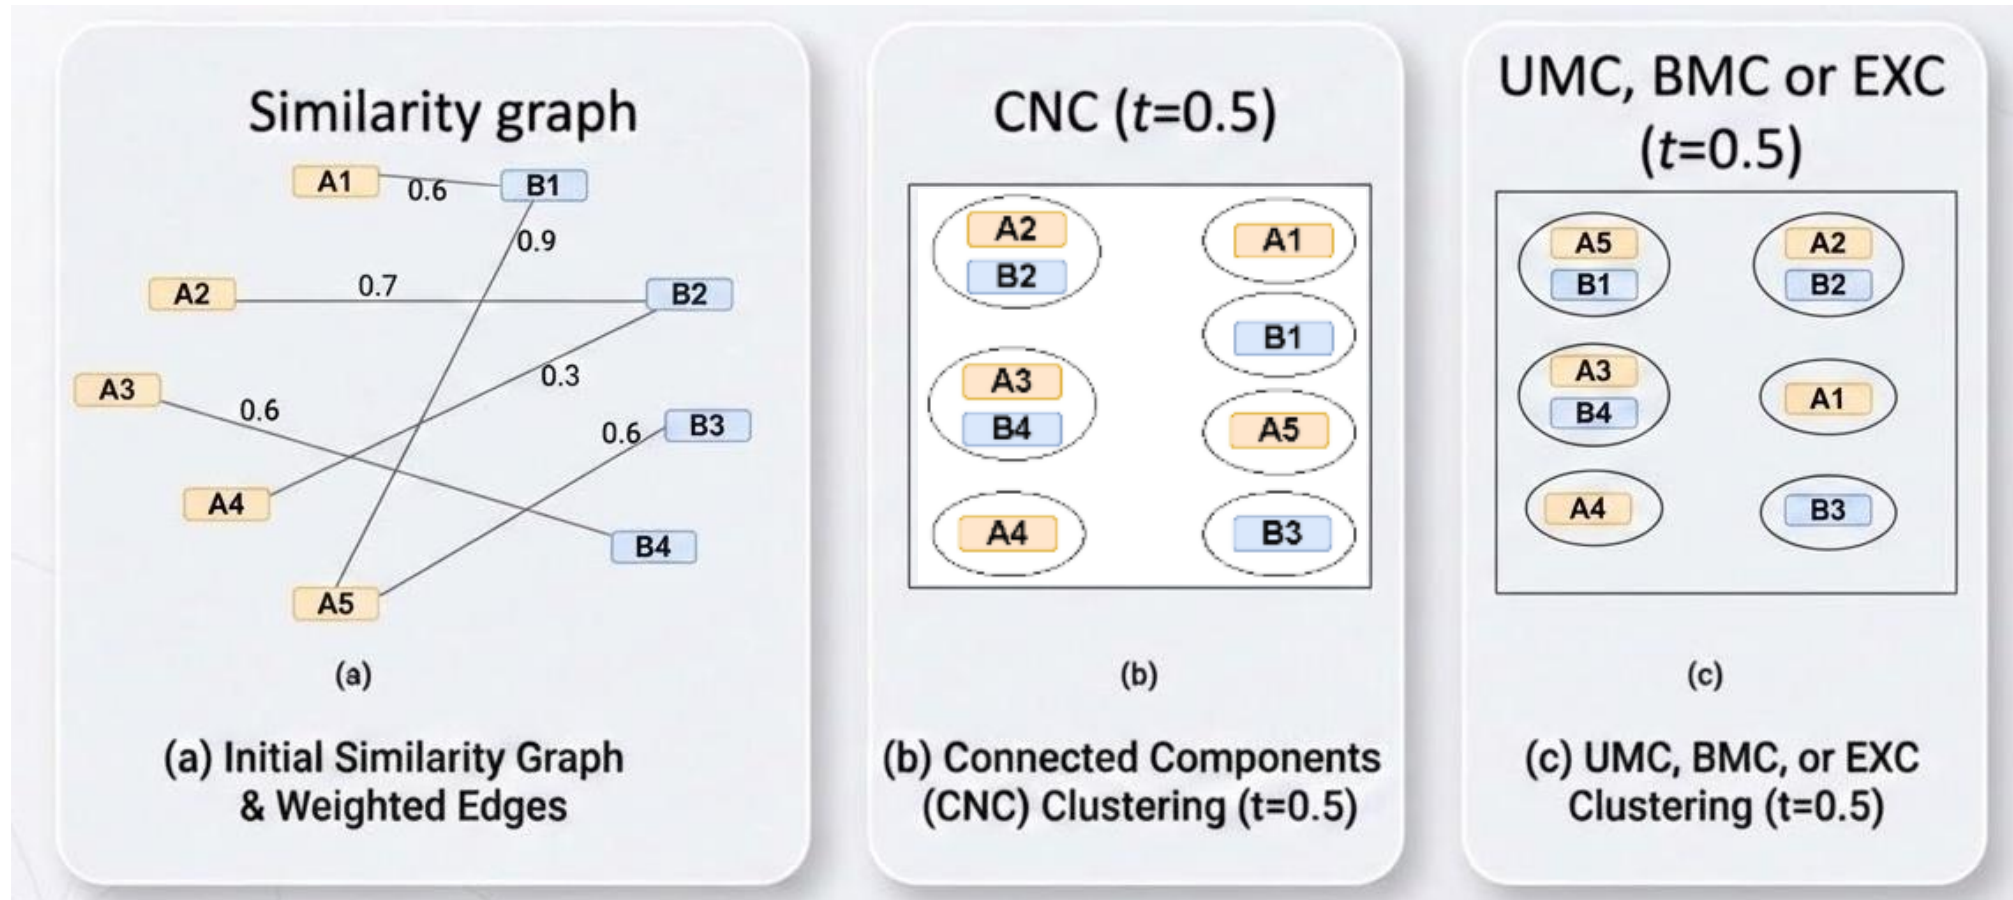 Similarity graph
A1
0.6
B1
0.9
A2
0.7
B2
A3
0.6
0.3
0.6
B3
A4
B4
A5
(a)
(a) Initial Similarity Graph
& Weighted Edges
CNC (t=0.5)
A2
B2
A1
B1
A3
B4
A5
A4
B3
(b)
(b) Connected Components
(CNC) Clustering (t=0.5)
UMC, BMC or EXC
(t=0.5)
A5
B1
A2
B2
A3
B4
A1
A4
B3
(c)
(c) UMC, BMC, or EXC
Clustering (t=0.5)